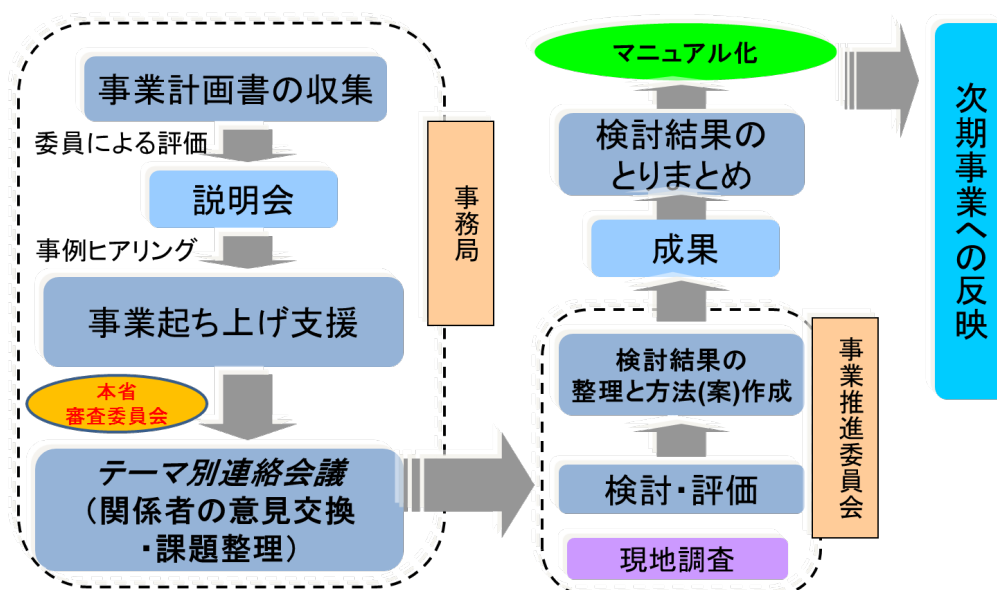 事業計画書の収集
委員による評価
説明会
事例ヒアリング
事業起ち上げ支援
本省
審査委員会
テーマ別連絡会議
（関係者の意見交換
・課題整理）
事務局
マニュアル化
検討結果の
とりまとめ
成果
検討結果の
整理と方法(案)作成
検討・評価
現地調査
事業推進委員会
次期事業への反映